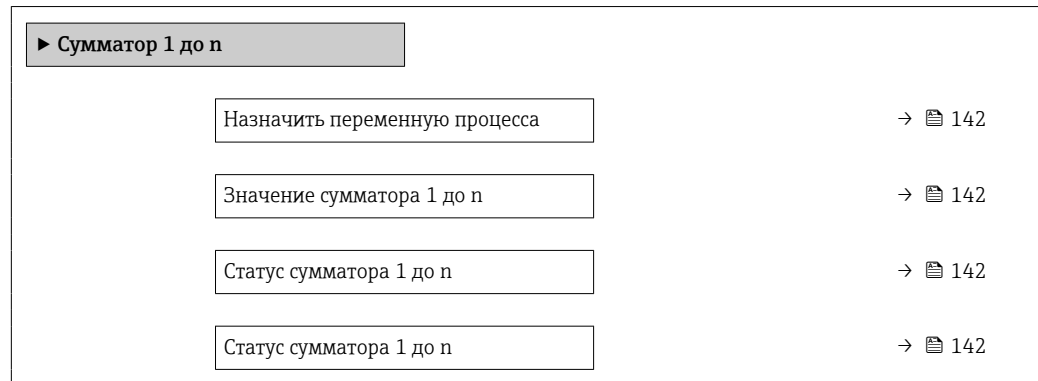 ► Сумматор 1 до n
Назначить переменную процесса → 🖹 142
Значение сумматора 1 до n → 🖹 142
Статус сумматора 1 до n → 🖹 142
Статус сумматора 1 до n → 🖹 142